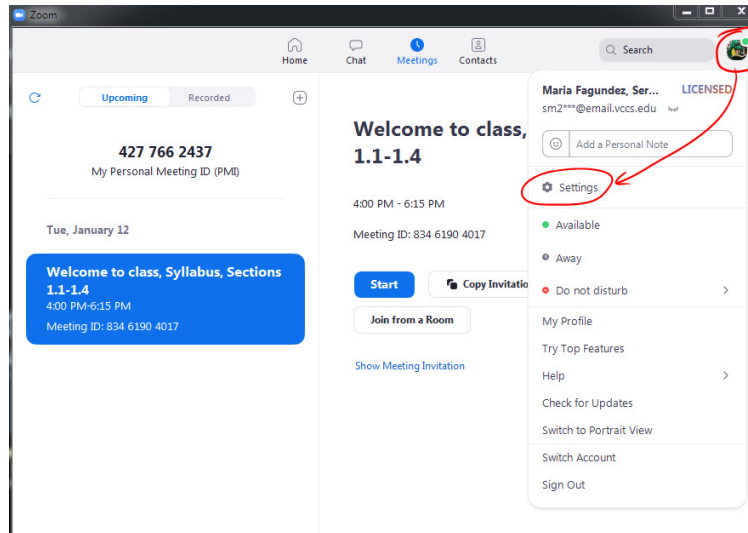 Zoom
Home
Chat
Meetings
Contacts
Search
Upcoming
Recorded
427 766 2437
My Personal Meeting ID (PMI)
Tue, January 12
Welcome to class, Syllabus, Sections
1.1-1.4
4:00 PM-6:15 PM
Meeting ID: 834 6190 4017
Welcome to class,
1.1-1.4
4:00 PM - 6:15 PM
Meeting ID: 834 6190 4017
Start
Copy Invitatio
Join from a Room
Show Meeting Invitation
Maria Fagundez, Ser... LICENSED
sm2***@email.vccs.edu
Add a Personal Note
Settings
Available
Away
Do not disturb
My Profile
Try Top Features
Help
Check for Updates
Switch to Portrait View
Switch Account
Sign Out